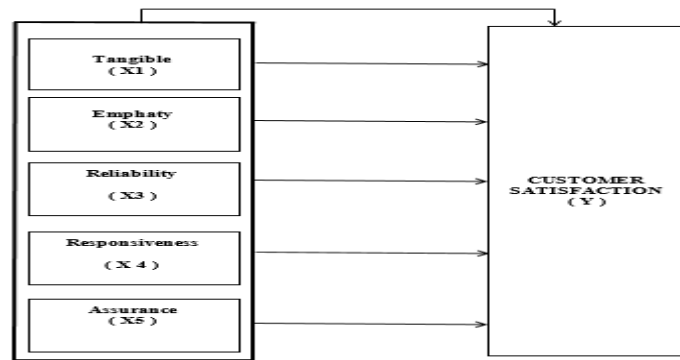 Tangible
( X1 )
Emphaty
( X2 )
Reliability
( X3 )
Responsiveness
( X 4 )
Assurance
( X5 )
CUSTOMER
SATISFACTION
( Y )